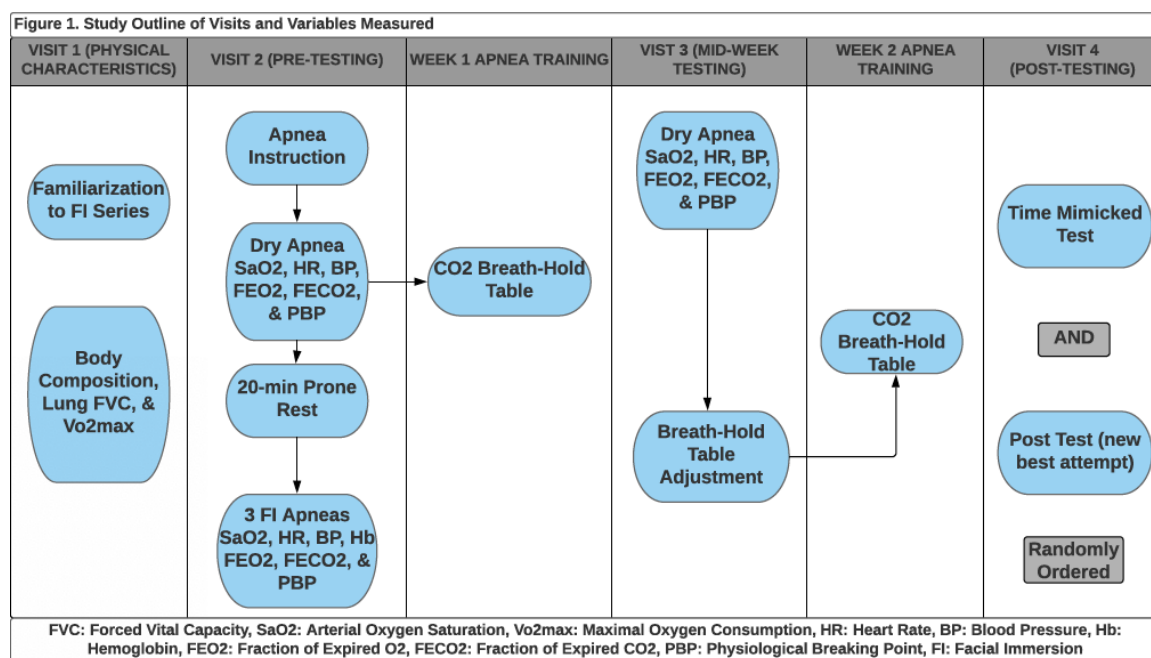 Figure 1. Study Outline of Visits and Variables Measured
VISIT 1 (PHYSICAL
CHARACTERISTICS)
VISIT 2 (PRE-TESTING)
WEEK 1 APNEA TRAINING
VIST 3 (MID-WEEK
TESTING)
WEEK 2 APNEA
TRAINING
VISIT 4
(POST-TESTING)
Familiarization
to FI Series
Body
Composition,
Lung FVC, &
Vo2max
Apnea
Instruction
Dry Apnea
SaO2, HR, BP,
FEO2, FECO2,
& PBP
20-min Prone
Rest
3 FI Apneas
SaO2, HR, BP, Hb
FEO2, FECO2, &
PBP
CO2 Breath-Hold
Table
Dry Apnea
SaO2, HR, BP,
FEO2, FECO2,
& PBP
Breath-Hold
Table
Adjustment
CO2
Breath-Hold
Table
Time Mimicked
Test
AND
Post Test (new
best attempt)
Randomly
Ordered
FVC: Forced Vital Capacity, SaO2: Arterial Oxygen Saturation, Vo2max: Maximal Oxygen Consumption, HR: Heart Rate, BP: Blood Pressure, Hb:
Hemoglobin, FEO2: Fraction of Expired O2, FECO2: Fraction of Expired CO2, PBP: Physiological Breaking Point, FI: Facial Immersion